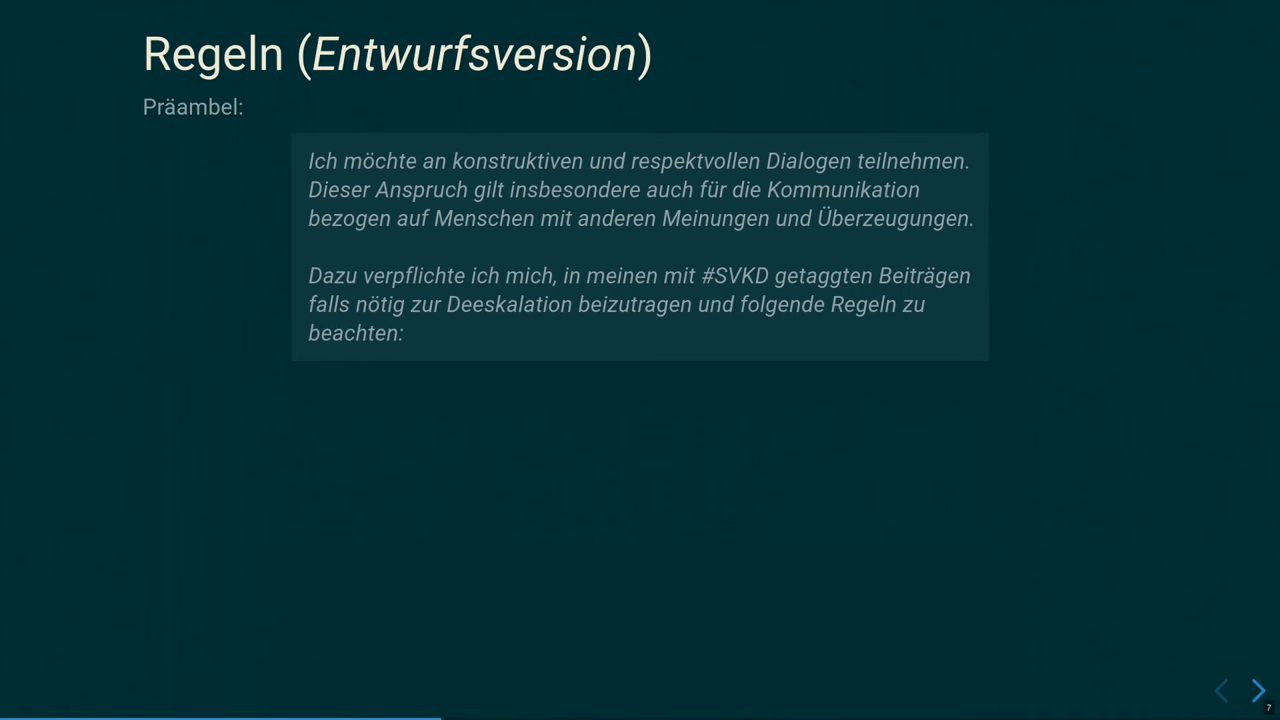 Regeln (Entwurfsversion)
Präambel:
Ich möchte an konstruktiven und respektvollen Dialogen teilnehmen.
Dieser Anspruch gilt insbesondere auch für die Kommunikation
bezogen auf Menschen mit anderen Meinungen und Überzeugungen.
Dazu verpflichte ich mich, in meinen mit #SVKD getaggten Beiträgen
falls nötig zur Deeskalation beizutragen und folgende Regeln zu
beachten:
7